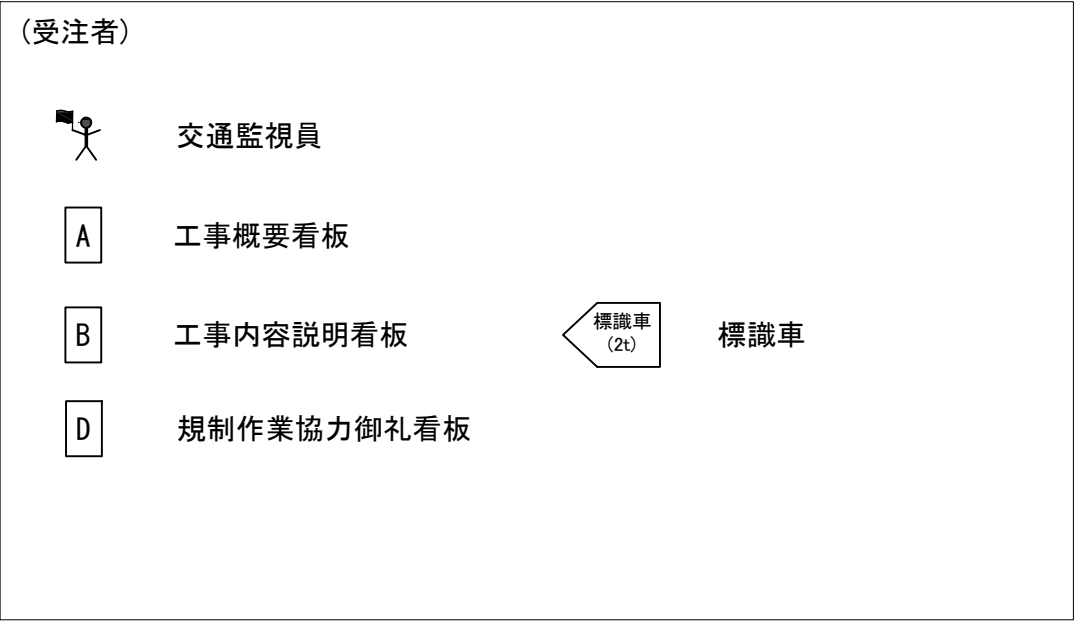 (受注者)
交通監視員
A 工事概要看板
B 工事内容説明看板
標識車
(2t)
標識車
D 規制作業協力御礼看板